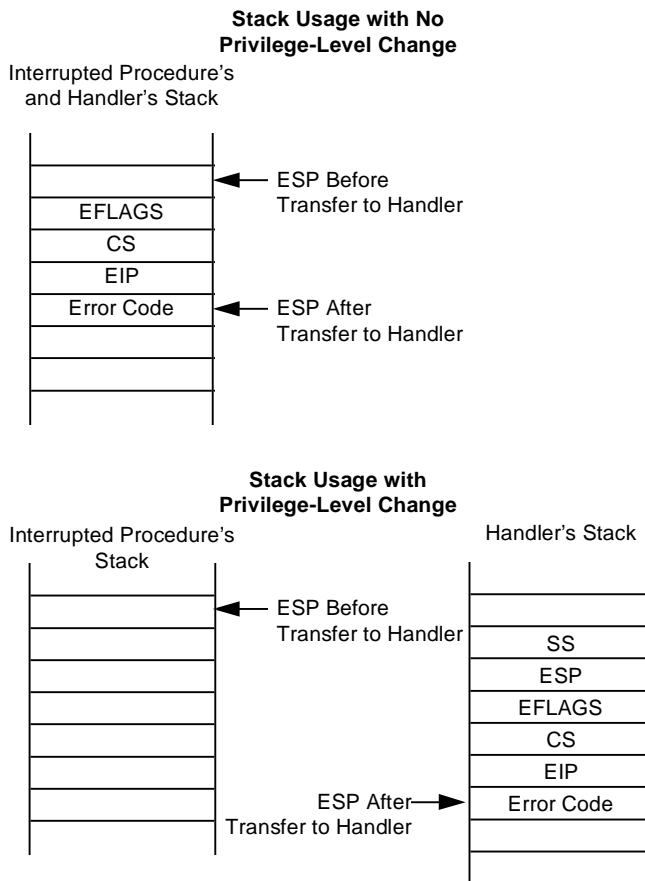 Stack Usage with No
Privilege-Level Change
Interrupted Procedure's
and Handler's Stack
ESP Before
Transfer to Handler
EFLAGS
CS
EIP
Error Code
ESP After
Transfer to Handler
Stack Usage with
Privilege-Level Change
Interrupted Procedure's
Stack
Handler's Stack
ESP Before
Transfer to Handler
SS
ESP
EFLAGS
CS
EIP
ESP After
Transfer to Handler
Error Code